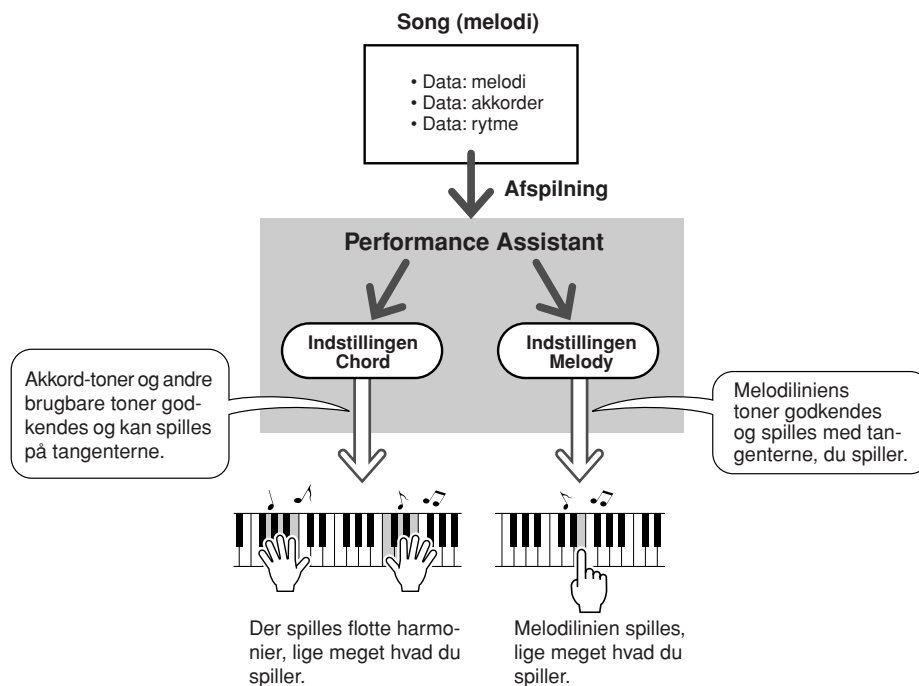 Song (melodi)
• Data: melodi
• Data: akkorder
• Data: rytme
Afspilning
Performance Assistant
Indstillingen
Chord
Indstillingen
Melody
Akkord-toner og andre
brugbare toner god-
kendes og kan spilles
på tangenterne.
Melodiliniens
toner godkendes
og spilles med tan-
genterne, du spiller.
Der spilles flotte harmo-
nier, lige meget hvad du
spiller.
Melodilinien spilles,
lige meget hvad du
spiller.